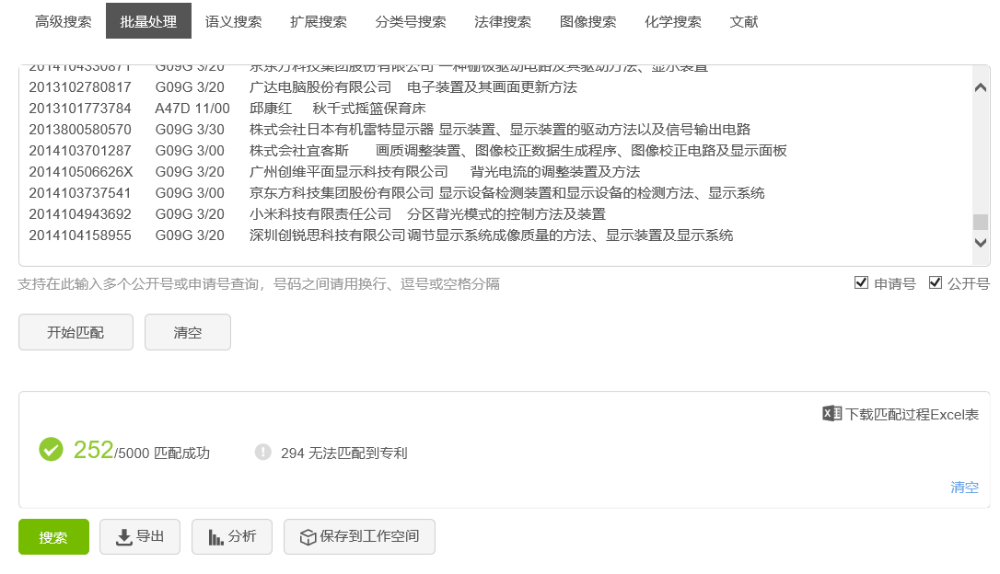 高级搜索 批量处理 语义搜索 扩展搜索 分类号搜索 法律搜索 图像搜索 化学搜索 文献
2014104330871 G09G 3/20 京东方科技集团股份有限公司 一种栅极驱动电路及其驱动方法、显示装置
2013102780817 G09G 3/20 广达电脑股份有限公司 电子装置及其画面更新方法
2013101773784 A47D 11/00 邱康红 秋千式摇篮保育床
2013800580570 G09G 3/30 株式会社日本有机雷特显示器 显示装置、显示装置的驱动方法以及信号输出电路
2014103701287 G09G 3/00 株式会社宜客斯 画质调整装置、图像校正数据生成程序、图像校正电路及显示面板
201410506626X G09G 3/20 广州创维平面显示科技有限公司 背光电流的调整装置及方法
2014103737541 G09G 3/00 京东方科技集团股份有限公司 显示设备检测装置和显示设备的检测方法、显示系统
2014104943692 G09G 3/20 小米科技有限责任公司 分区背光模式的控制方法及装置
2014104158955 G09G 3/20 深圳创锐思科技有限公司 调节显示系统成像质量的方法、显示装置及显示系统
支持在此输入多个公开号或申请号查询，号码之间请用换行、逗号或空格分隔 申请号 公开号
开始匹配 清空
下载匹配过程Excel表
252/5000 匹配成功 294 无法匹配到专利
清空
搜索 导出 分析 保存到工作空间